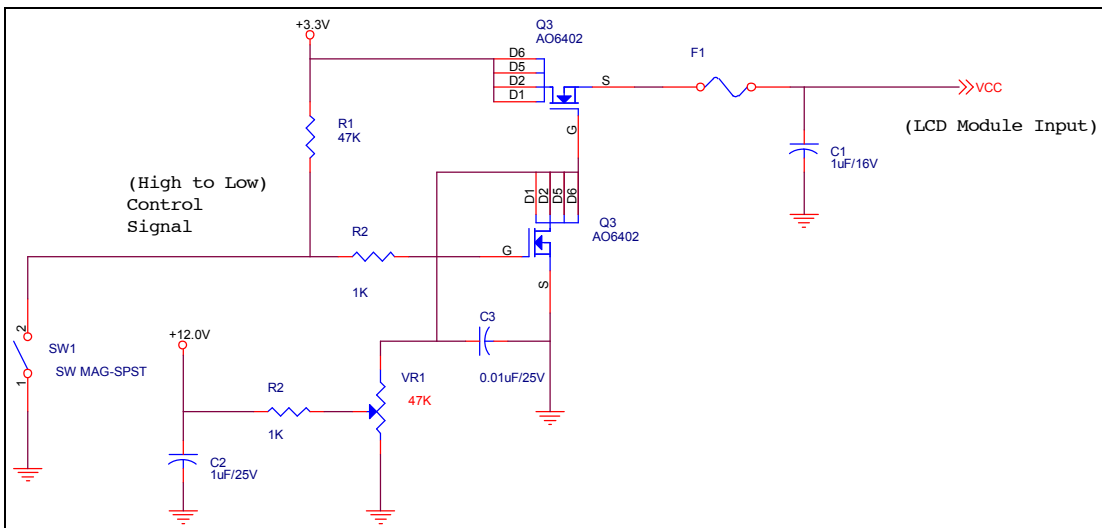 +3.3V
Q3
AO6402
D6
D5
D2
D1
S
G
F1
VCC
(LCD Module Input)
C1
1uF/16V
R1
47K
(High to Low)
Control
Signal
D1
D2
D5
D6
Q3
AO6402
R2
G
1K
S
2
SW1
1
SW MAG-SPST
+12.0V
C3
0.01uF/25V
R2
1K
VR1
47K
C2
1uF/25V